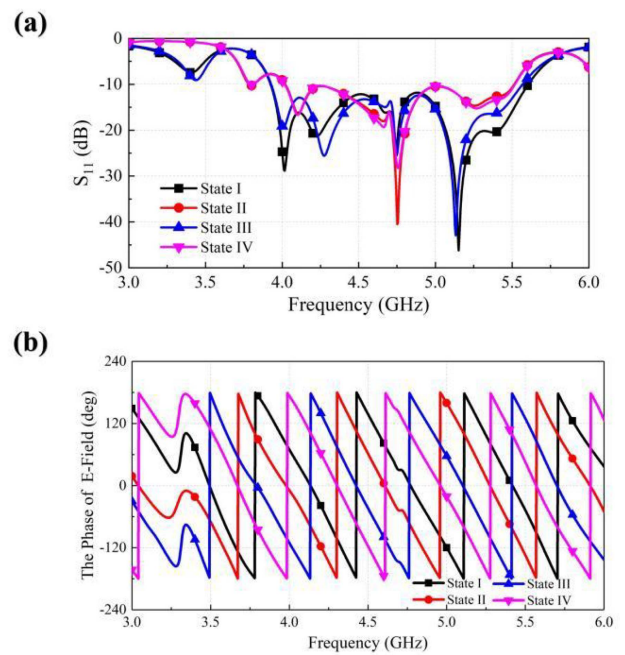 (a)
0
-10
-20
-30
-40
-50
S11 (dB)
State I
State II
State III
State IV
3.0 3.5 4.0 4.5 5.0 5.5 6.0
Frequency (GHz)
(b)
240
120
0
-120
-240
The Phase of E-Field (deg)
State I State III
State II State IV
3.0 3.5 4.0 4.5 5.0 5.5 6.0
Frequency (GHz)